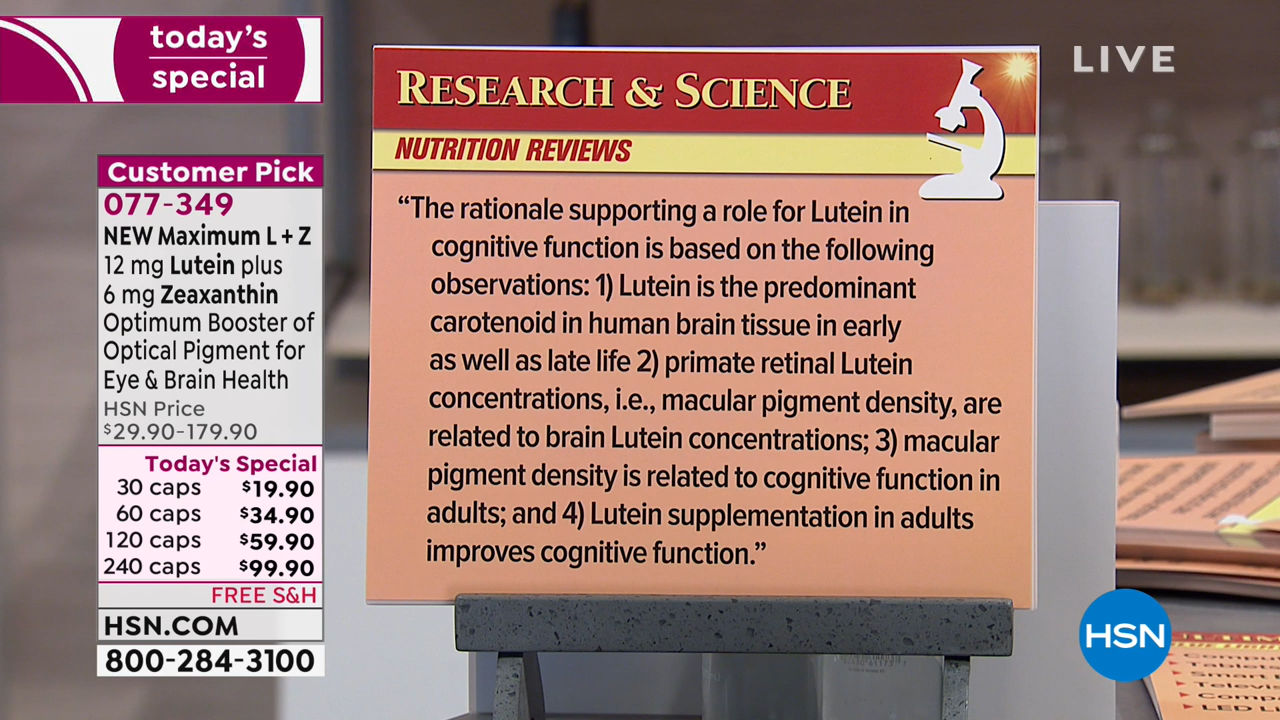 today's
special
LIVE
Customer Pick
077-349
NEW Maximum L + Z
12 mg Lutein plus
6 mg Zeaxanthin
Optimum Booster of
Optical Pigment for
Eye & Brain Health
HSN Price
$29.90-179.90
Today's Special
30 caps $19.90
60 caps $34.90
120 caps $59.90
240 caps $99.90
FREE S&H
HSN.COM
800-284-3100
RESEARCH & SCIENCE
NUTRITION REVIEWS
“The rationale supporting a role for Lutein in
cognitive function is based on the following
observations: 1) Lutein is the predominant
carotenoid in human brain tissue in early
as well as late life 2) primate retinal Lutein
concentrations, i.e., macular pigment density, are
related to brain Lutein concentrations; 3) macular
pigment density is related to cognitive function in
adults; and 4) Lutein supplementation in adults
improves cognitive function.”
HSN